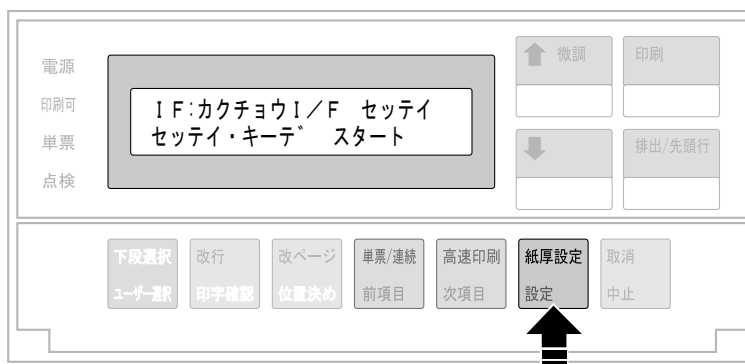 電源
印刷可
単票
点検
IF:カクチョウI/F セッテイ
セッテイ・キーデ゛ スタート
微調
印刷
排出/先頭行
下段選択
ユーザー選択
改行
印字確認
改ページ
位置決め
単票/連続
前項目
高速印刷
次項目
紙厚設定
設定
取消
中止